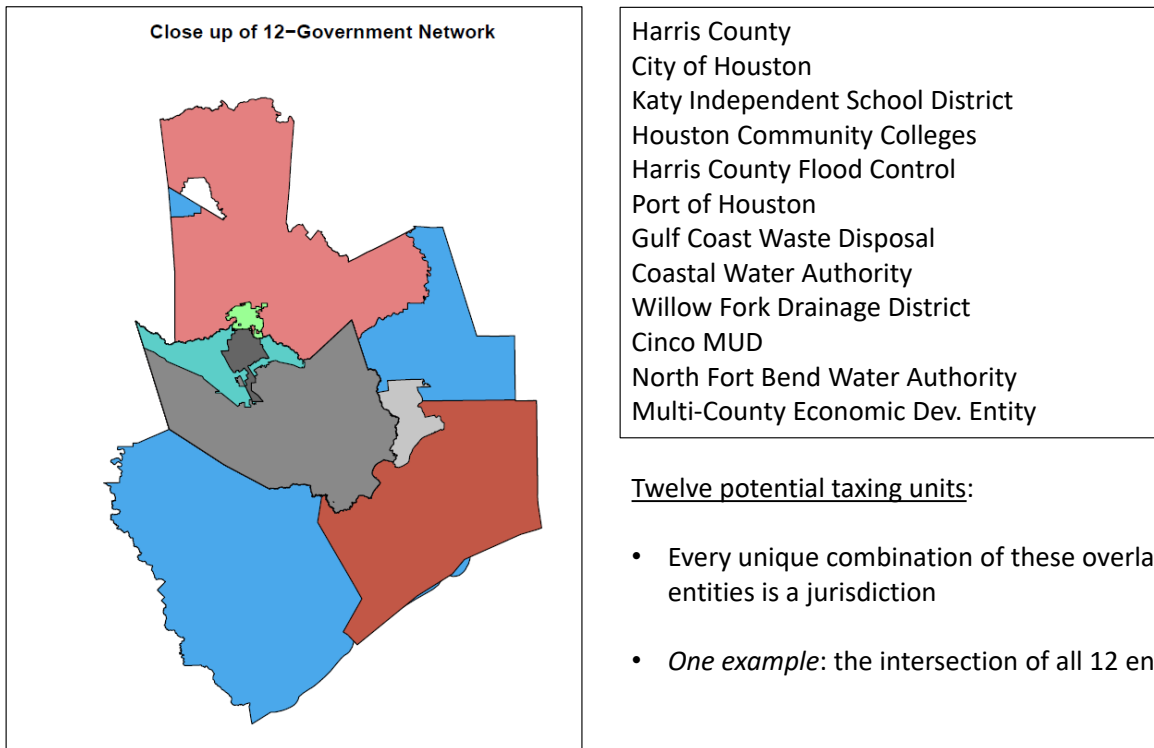 Close up of 12−Government Network
Harris County
City of Houston
Katy Independent School District
Houston Community Colleges
Harris County Flood Control
Port of Houston
Gulf Coast Waste Disposal
Coastal Water Authority
Willow Fork Drainage District
Cinco MUD
North Fort Bend Water Authority
Multi-County Economic Dev. Entity
Twelve potential taxing units:
• Every unique combination of these overla
entities is a jurisdiction
• One example: the intersection of all 12 en